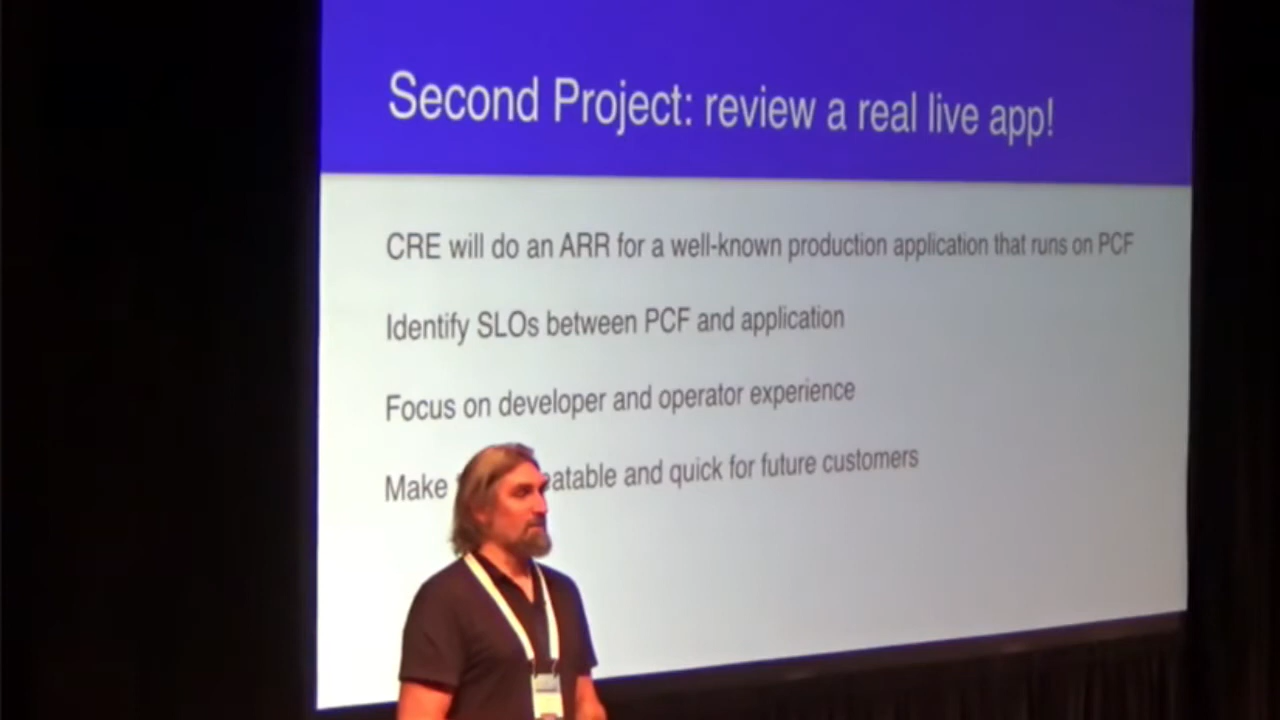 Second Project: review a real live app!
CRE will do an ARR for a well-known production application that runs on PCF
Identify SLOs between PCF and application
Focus on developer and operator experience
Make and quick for future customers